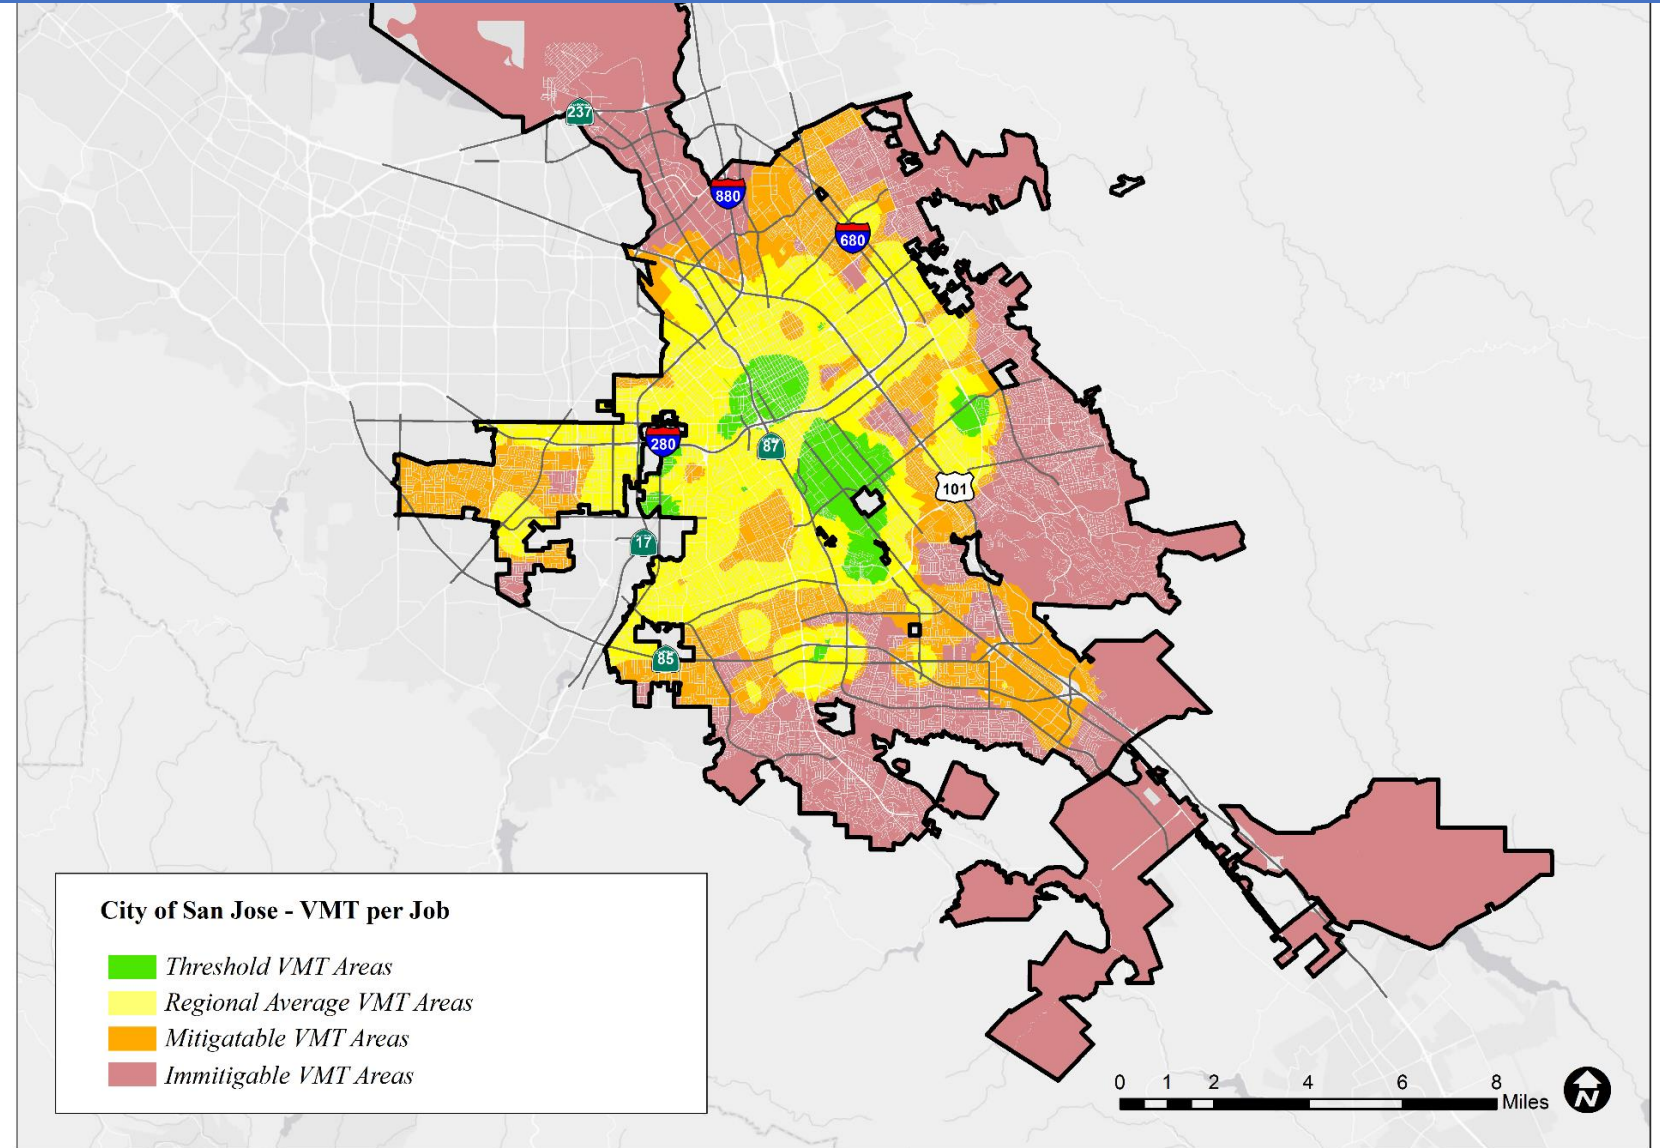 237
880
680
280
87
101
17
85
City of San Jose - VMT per Job
Threshold VMT Areas
Regional Average VMT Areas
Mitigatable VMT Areas
Immitigable VMT Areas
0 1 2 4 6 8
Miles
N